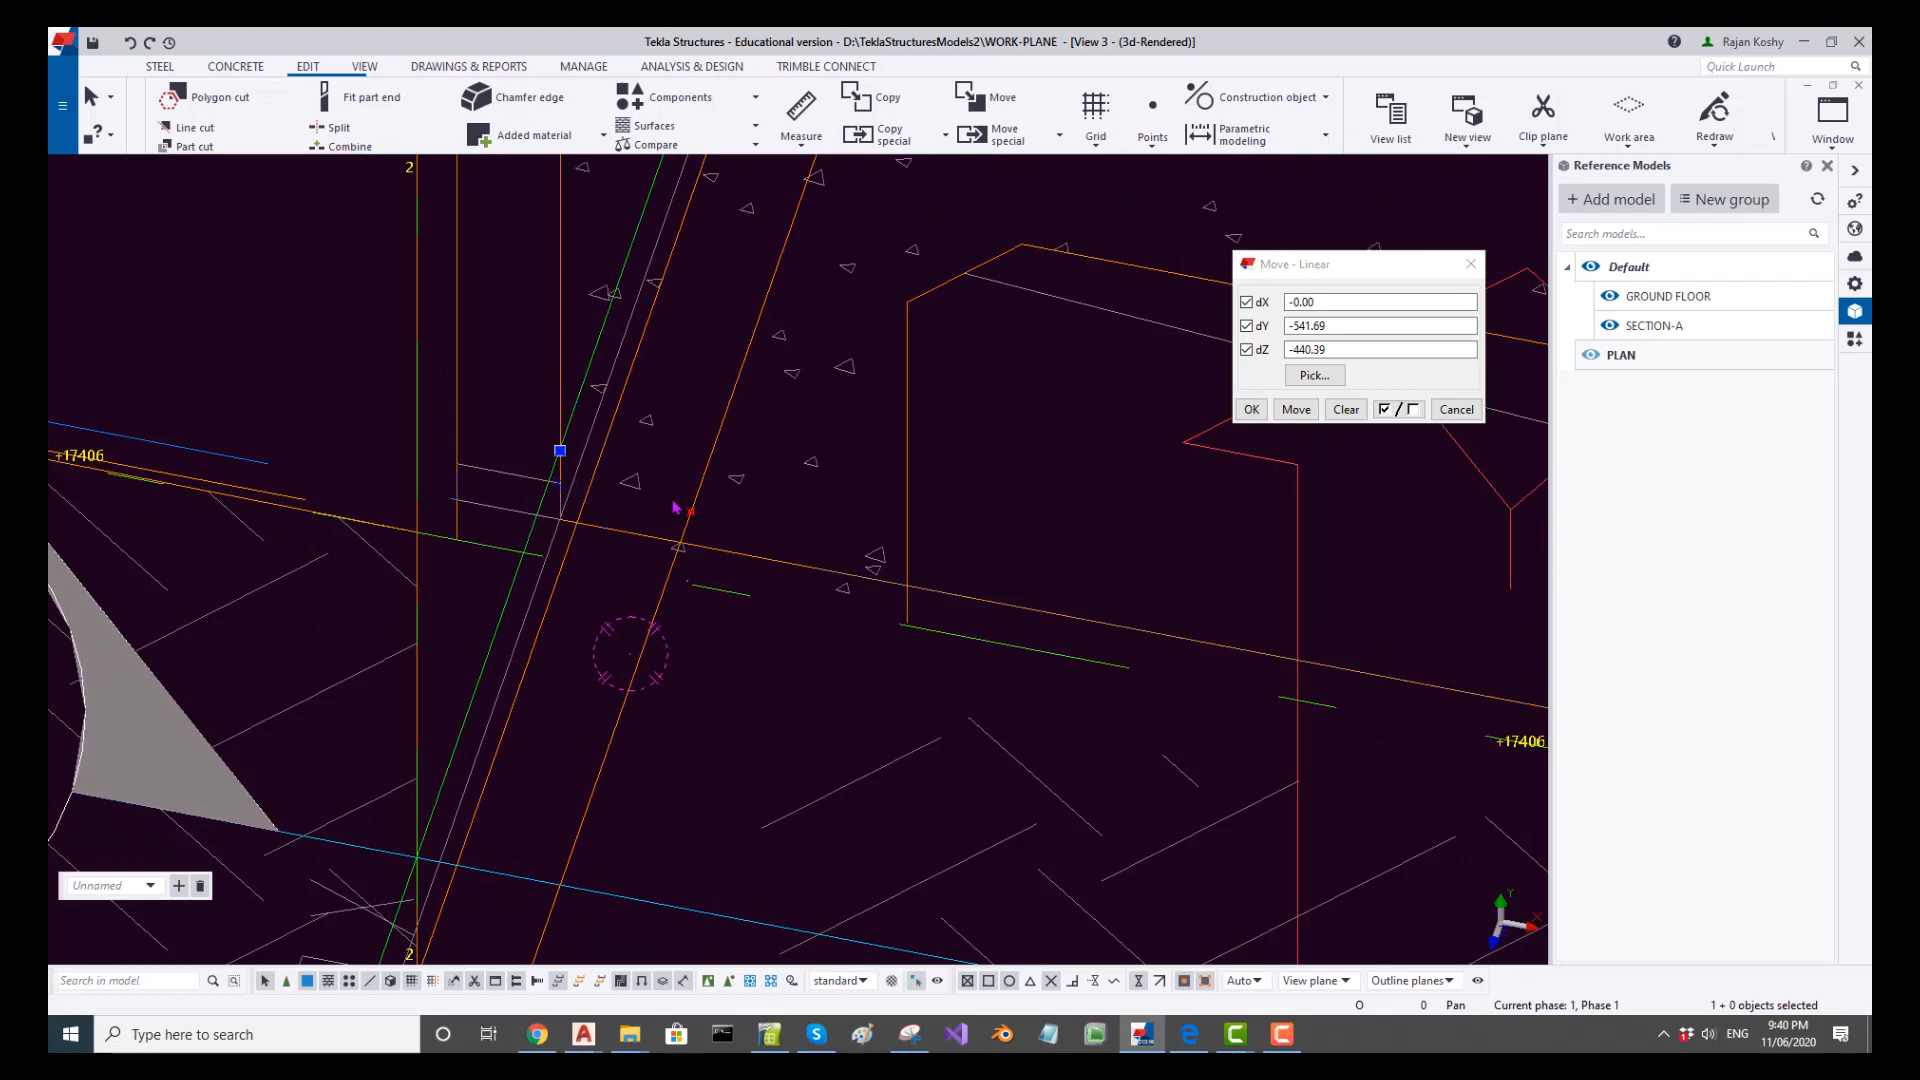 Tekla Structures - Educational version - D:\TeklaStructuresModels2\WORK-PLANE - [View 3 - (3d-Rendered)]
Rajan Koshy
STEEL CONCRETE EDIT VIEW DRAWINGS & REPORTS MANAGE ANALYSIS & DESIGN TRIMBLE CONNECT
Quick Launch
Polygon cut
Line cut
Part cut
Fit part end
Split
Combine
Chamfer edge
Added material
Components
Surfaces
Compare
Measure
Copy
Copy special
Move
Move special
Grid
Points
Construction object
Parametric modeling
View list
New view
Clip plane
Work area
Redraw
Window
Reference Models
+ Add model
New group
Search models...
Default
GROUND FLOOR
SECTION-A
PLAN
2
+17406
Move - Linear
dX -0.00
dY -541.69
dZ -440.39
Pick...
OK Move Clear / Cancel
+17406
Unnamed
2
Y
X
Search in model
standard
Auto
View plane
Outline planes
O 0 Pan Current phase: 1, Phase 1 1 + 0 objects selected
Type here to search
ENG
9:40 PM
11/06/2020